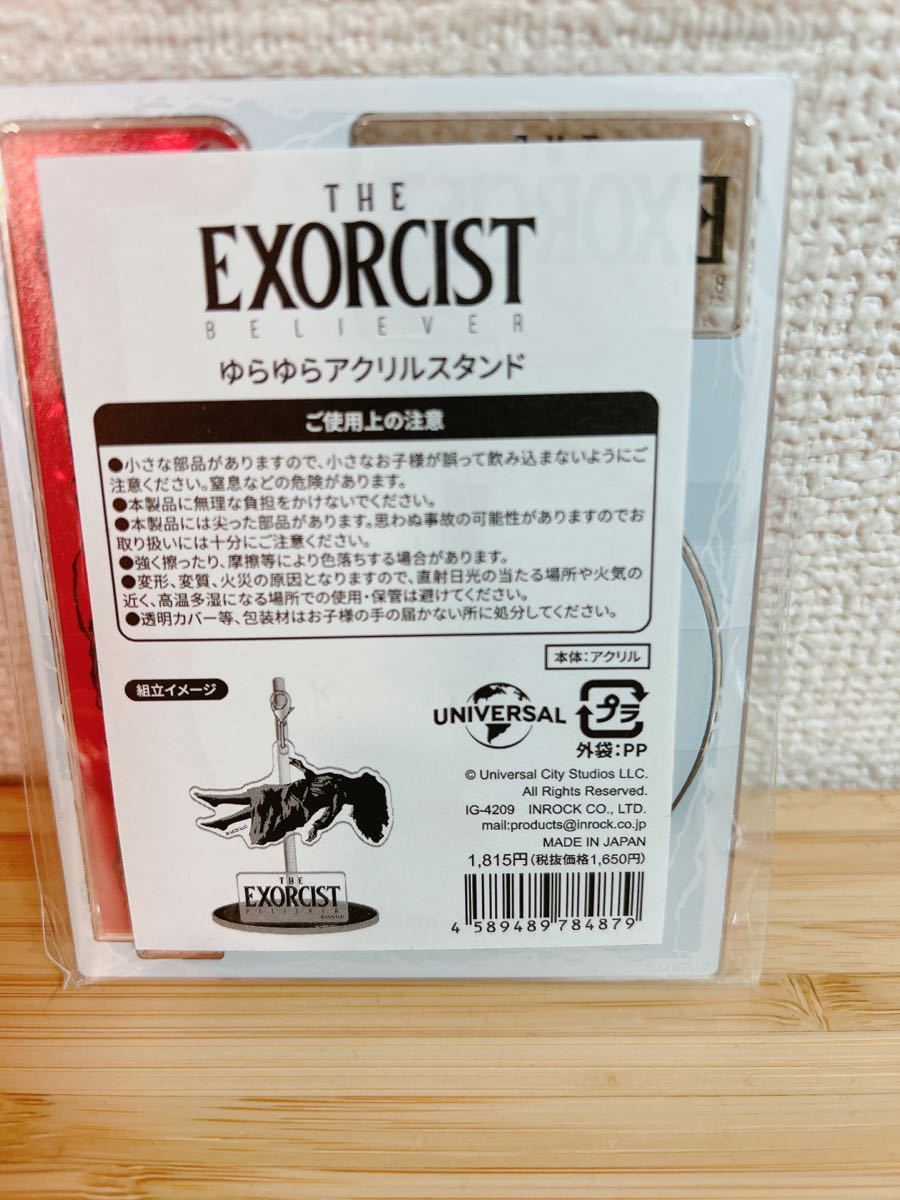 THE
EXORCIST
BELIEVER
ゆらゆらアクリルスタンド
ご使用上の注意
●小さな部品がありますので、小さなお子様が誤って飲み込まないようにご
注意ください。窒息などの危険があります。
●本製品に無理な負担をかけないでください。
●本製品には尖った部品があります。思わぬ事故の可能性がありますのでお
取り扱いには十分にご注意ください。
●強く擦ったり、摩擦等により色落ちする場合があります。
●変形、変質、火災の原因となりますので、直射日光の当たる場所や火気の
近く、高温多湿になる場所での使用・保管は避けてください。
●透明カバー等、包装材はお子様の手の届かない所に処分してください。
本体:アクリル
組立イメージ
UNIVERSAL
プラ
外袋:PP
© Universal City Studios LLC.
All Rights Reserved.
IG-4209 INROCK CO., LTD.
mail:products@inrock.co.jp
MADE IN JAPAN
1,815円(税抜価格1,650円)
4 589489 784879
© UCS LLC
THE
EXORCIST
BELIEVER